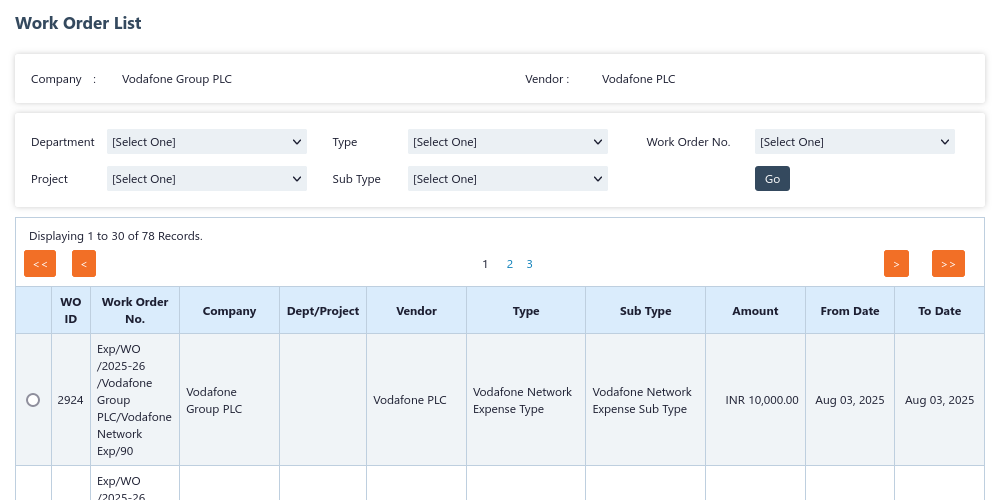 Work Order List
Company : Vodafone Group PLC Vendor : Vodafone PLC
Department [Select One] Type [Select One] Work Order No. [Select One]
Project [Select One] Sub Type [Select One] Go
Displaying 1 to 30 of 78 Records.
<< < 1 2 3 > >>
WO ID Work Order No. Company Dept/Project Vendor Type Sub Type Amount From Date To Date
Exp/WO
/2025-26
/Vodafone
Group
PLC/Vodafone
Network
Exp/90
2924 Vodafone Group PLC Vodafone PLC Vodafone Network Expense Type Vodafone Network Expense Sub Type INR 10,000.00 Aug 03, 2025 Aug 03, 2025
Exp/WO
/2025-26